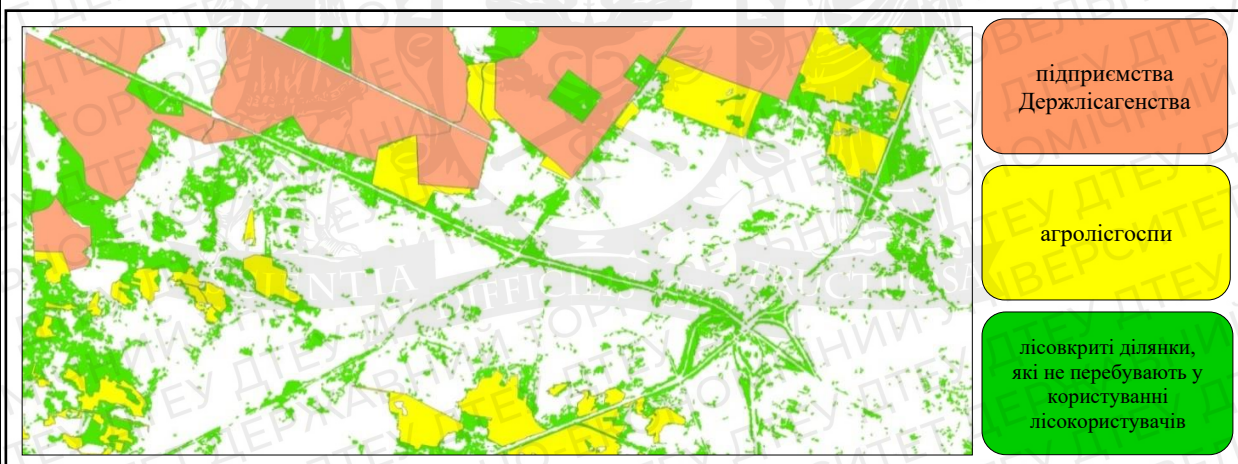 підприємства
Держлісагенства
агролісгоспи
лісовкриті ділянки,
які не перебувають у
користуванні
лісокористувачів